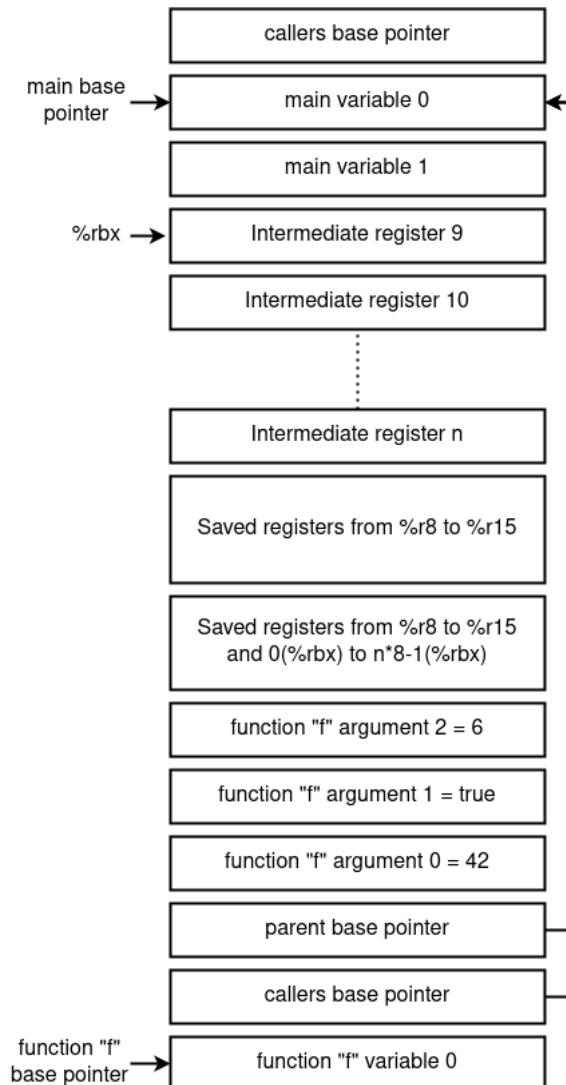 callers base pointer
main base
pointer
main variable 0
main variable 1
%rbx
Intermediate register 9
Intermediate register 10
Intermediate register n
Saved registers from %r8 to %r15
Saved registers from %r8 to %r15
and 0(%rbx) to n*8-1(%rbx)
function "f" argument 2 = 6
function "f" argument 1 = true
function "f" argument 0 = 42
parent base pointer
callers base pointer
function "f"
base pointer
function "f" variable 0